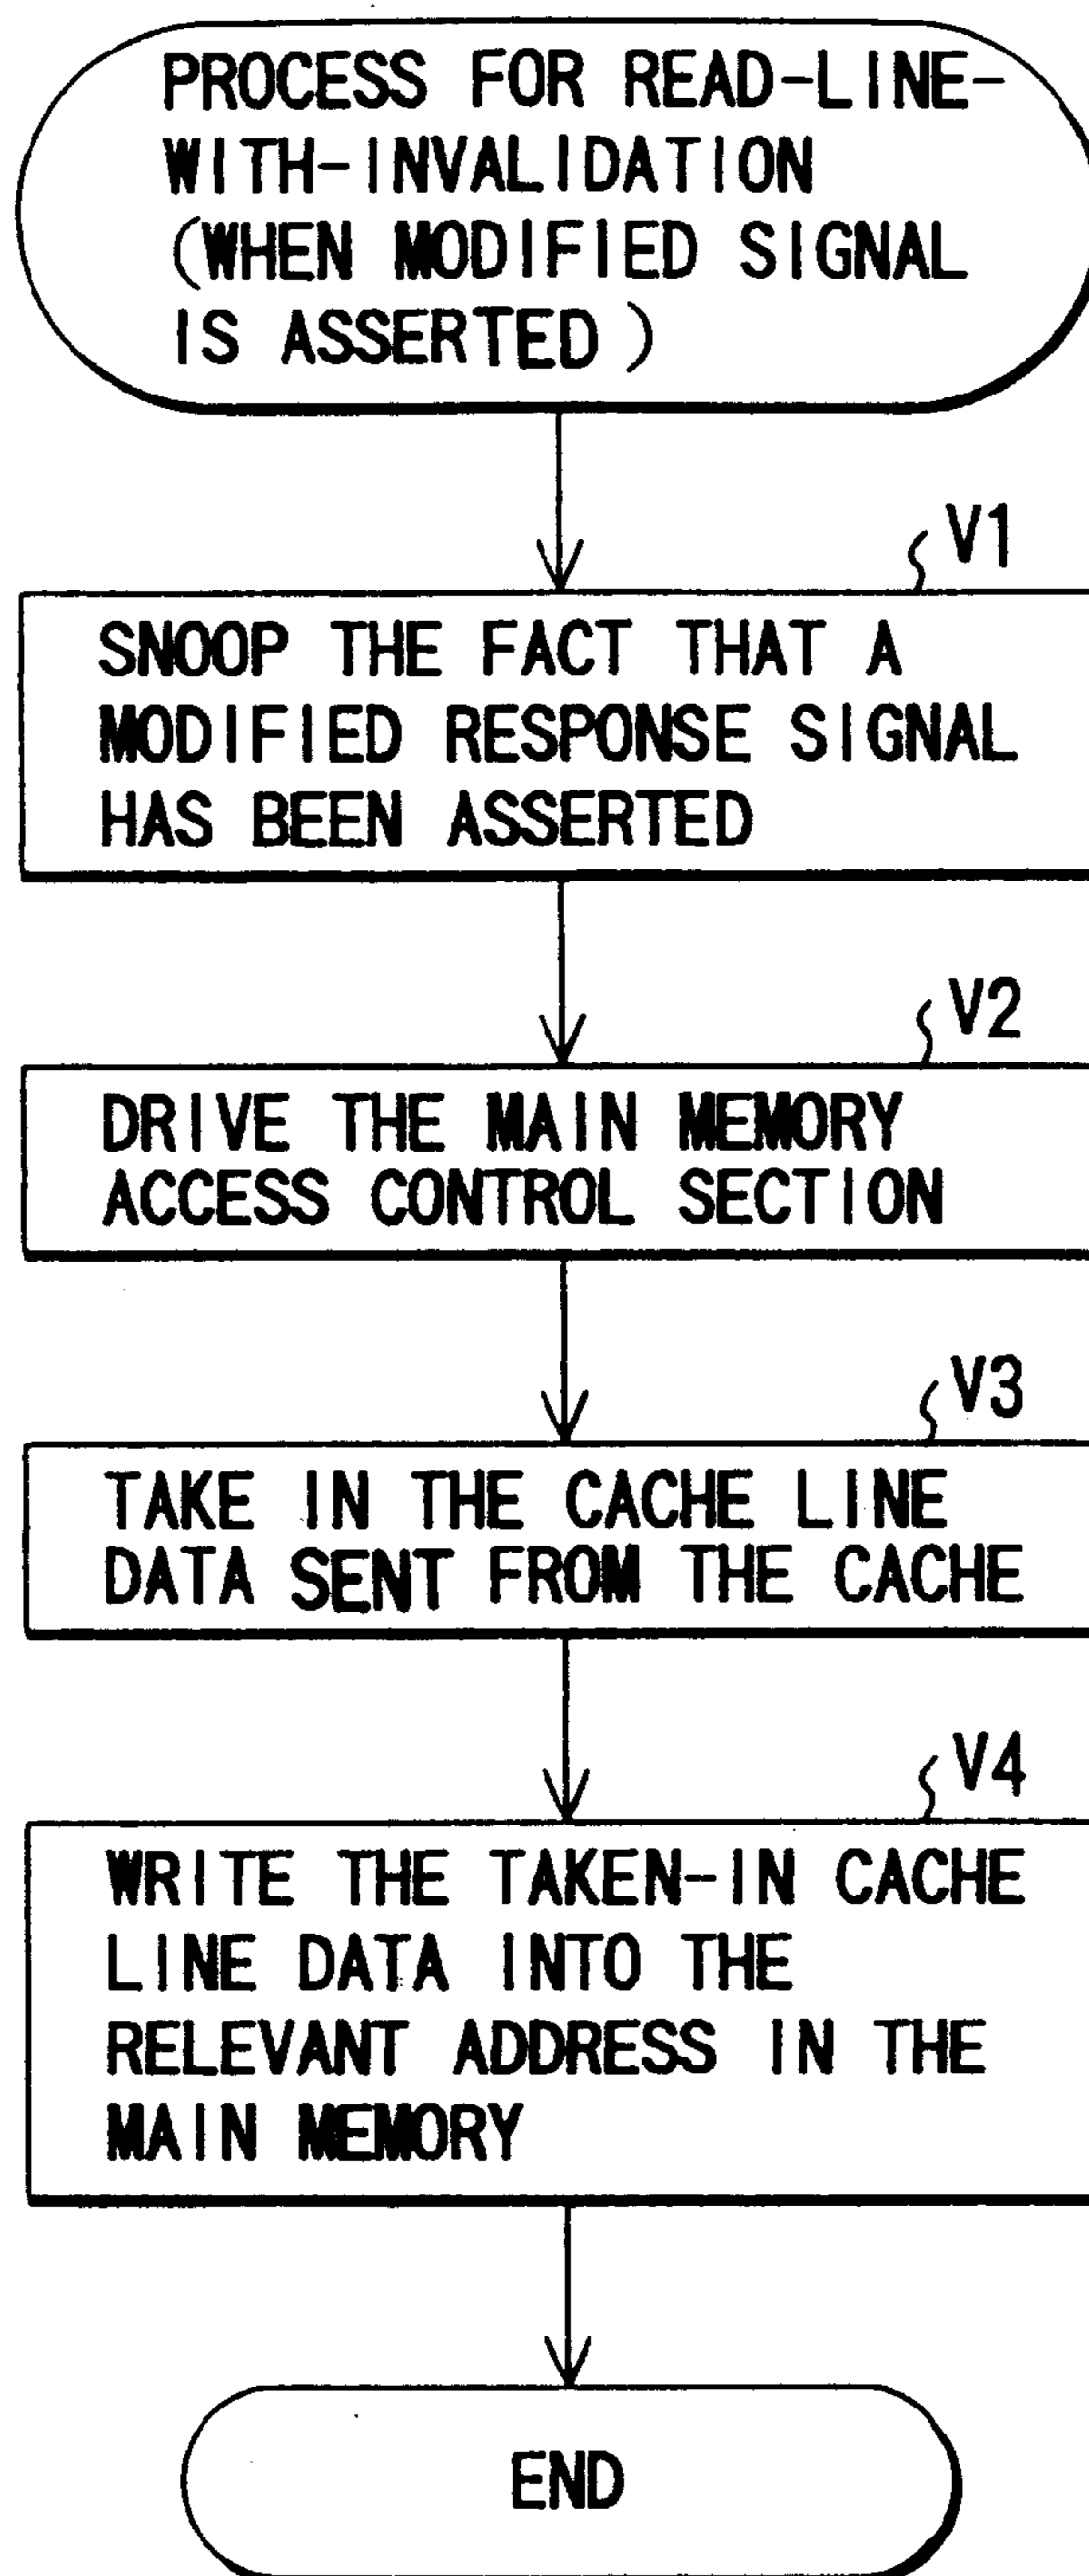 PROCESS FOR READ-LINE-
WITH-INVALIDATION
(WHEN MODIFIED SIGNAL
IS ASSERTED)
V1
SNOOP THE FACT THAT A
MODIFIED RESPONSE SIGNAL
HAS BEEN ASSERTED
V2
DRIVE THE MAIN MEMORY
ACCESS CONTROL SECTION
V3
TAKE IN THE CACHE LINE
DATA SENT FROM THE CACHE
V4
WRITE THE TAKEN-IN CACHE
LINE DATA INTO THE
RELEVANT ADDRESS IN THE
MAIN MEMORY
END